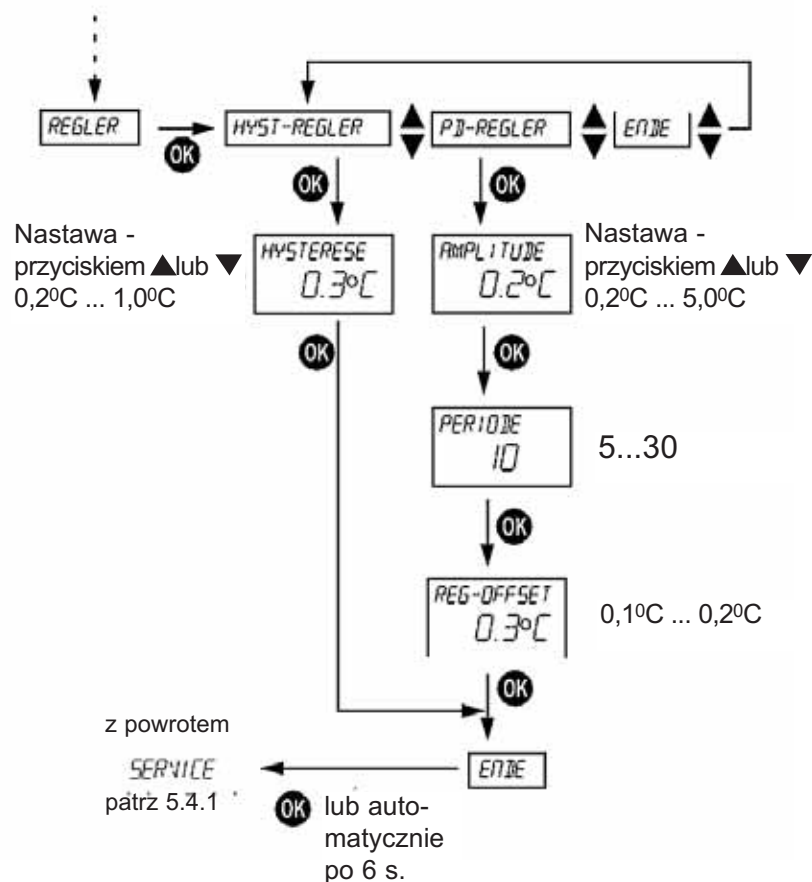 REGLER
OK
HYST-REGLER
PD-REGLER
ENDE
OK
OK
Nastawa -
przyciskiem ▲lub ▼
0,2⁰C ... 1,0⁰C
HYSTERESE
0.3°C
AMPLITUDE
0.2°C
Nastawa -
przyciskiem ▲lub ▼
0,2⁰C ... 5,0⁰C
OK
OK
PERIODE
10
5...30
OK
REG-OFFSET
0.3°C
0,1⁰C ... 0,2⁰C
OK
z powrotem
SERVICE
patrz 5.4.1
ENDE
OK lub auto-
matycznie
po 6 s.